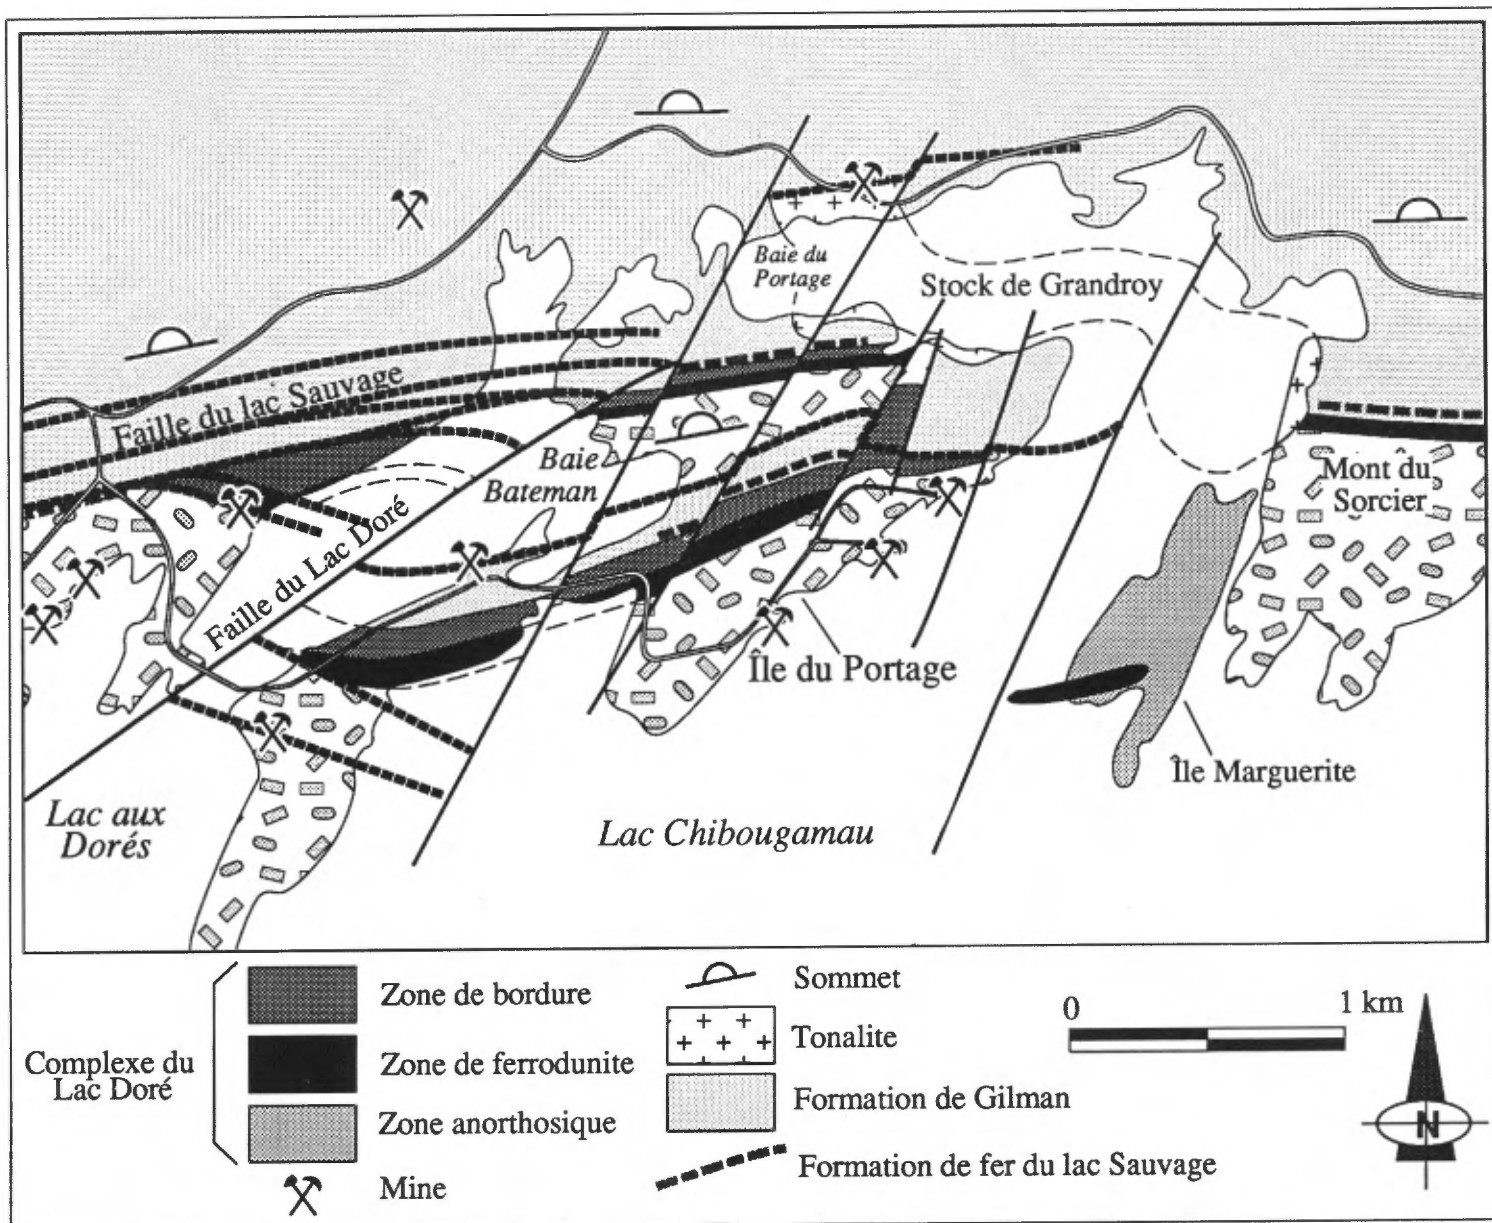 Baie du
Portage
Stock de Grandroy
Faille du lac Sauvage
Baie
Bateman
Mont du
Sorcier
Faille du Lac Doré
Île du Portage
Île Marguerite
Lac aux
Dorés
Lac Chibougamau
Complexe du
Lac Doré
Zone de bordure
Zone de ferrodunite
Zone anorthosique
Mine
Sommet
Tonalite
Formation de Gilman
Formation de fer du lac Sauvage
0 1 km
N